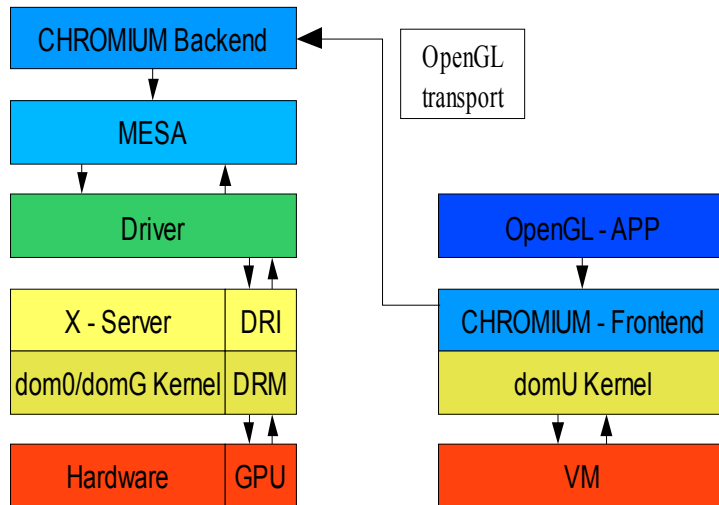 CHROMIUM Backend
OpenGL
transport
MESA
Driver
OpenGL - APP
X - Server DRI
CHROMIUM - Frontend
dom0/domG Kernel DRM
domU Kernel
Hardware GPU
VM